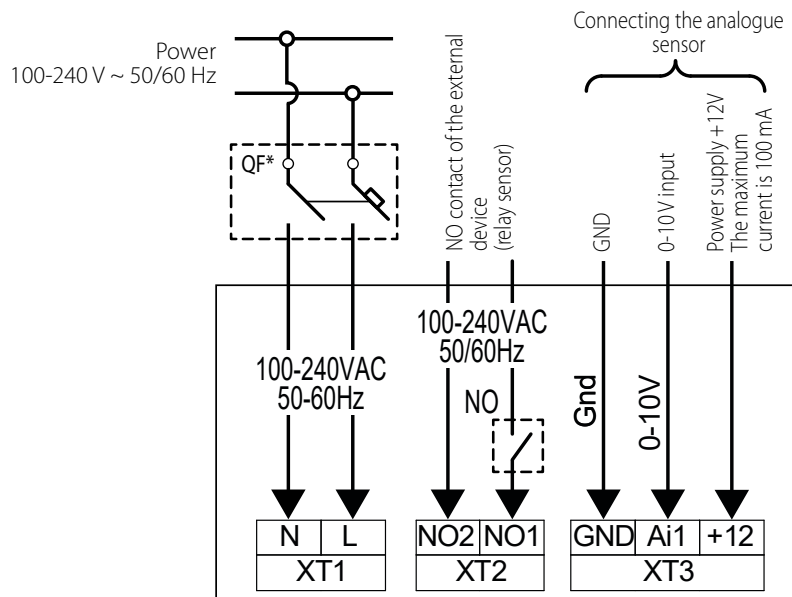 Power
100-240 V ~ 50/60 Hz
Connecting the analogue
sensor
QF*
NO contact of the external
device
(relay sensor)
GND
0-10 V input
Power supply +12V
The maximum
current is 100 mA
100-240VAC
50-60Hz
100-240VAC
50/60Hz
NO
Gnd
0-10V
N
L
XT1
NO2
NO1
XT2
GND
Ai1
+12
XT3